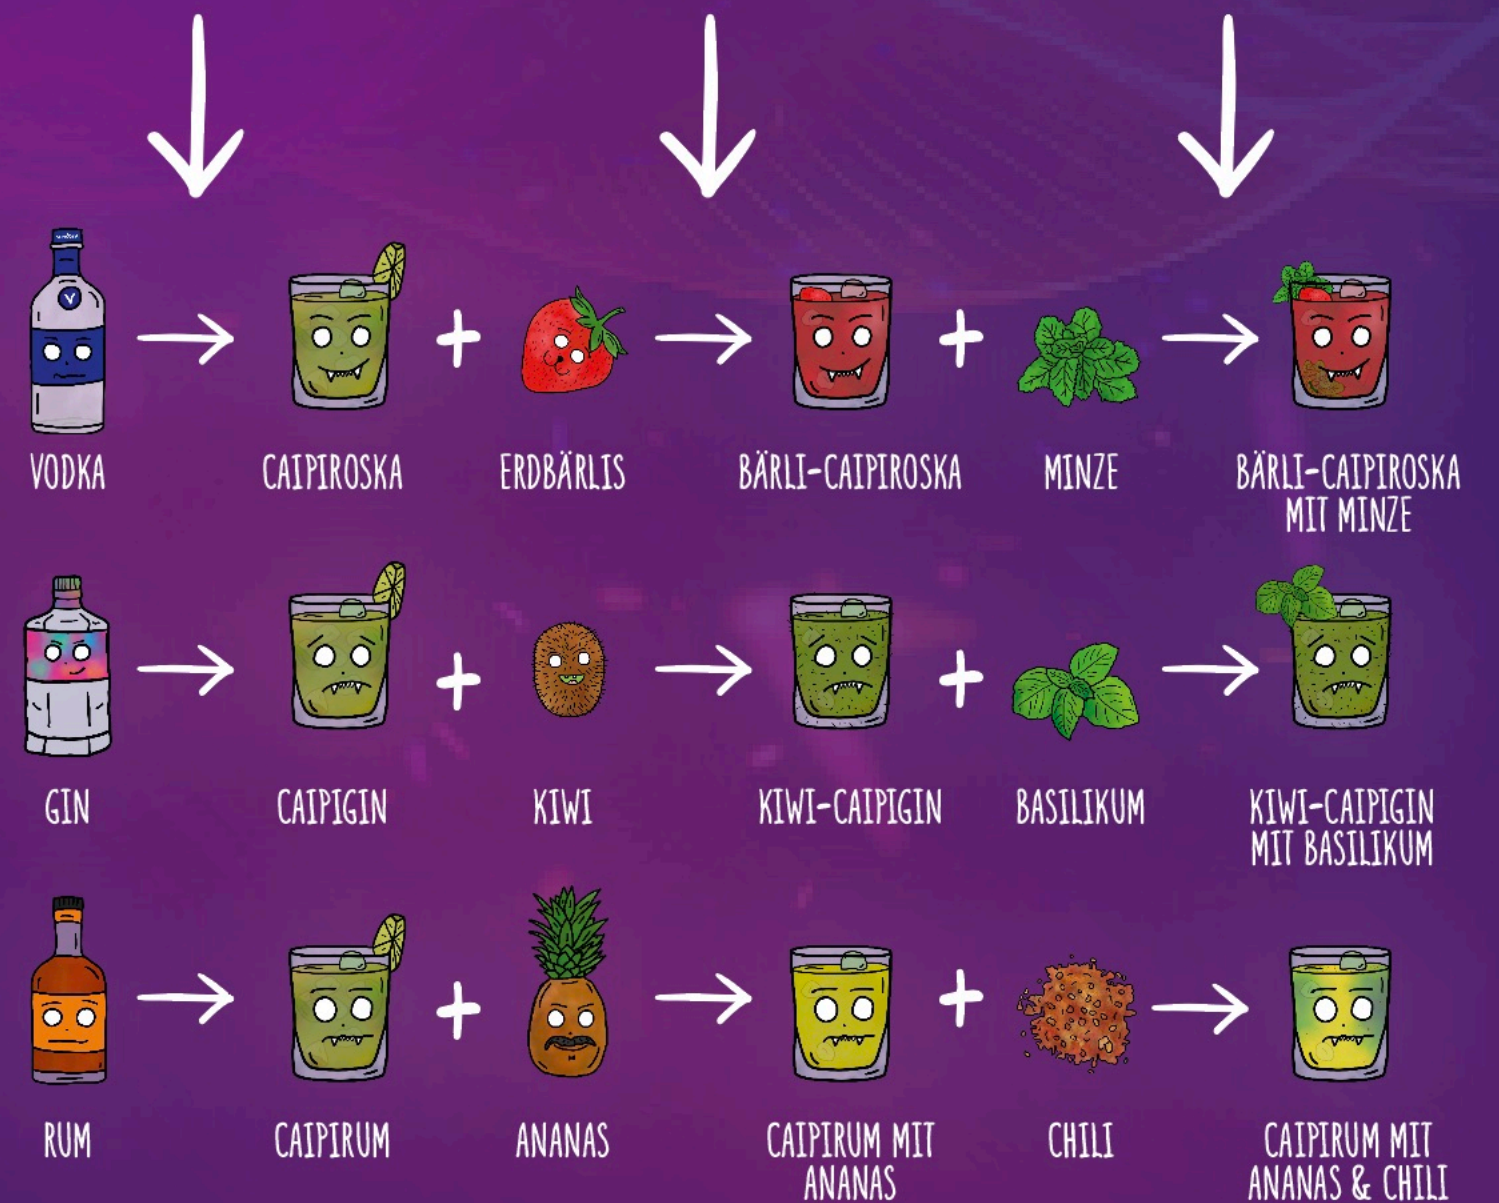 V
VODKA
CAIPIROSKA
ERDBÄRLIS
BÄRLI-CAIPIROSKA
MINZE
BÄRLI-CAIPIROSKA
MIT MINZE
GIN
CAIPIGIN
KIWI
KIWI-CAIPIGIN
BASILIKUM
KIWI-CAIPIGIN
MIT BASILIKUM
RUM
CAIPIRUM
ANANAS
CAIPIRUM MIT
ANANAS
CHILI
CAIPIRUM MIT
ANANAS & CHILI